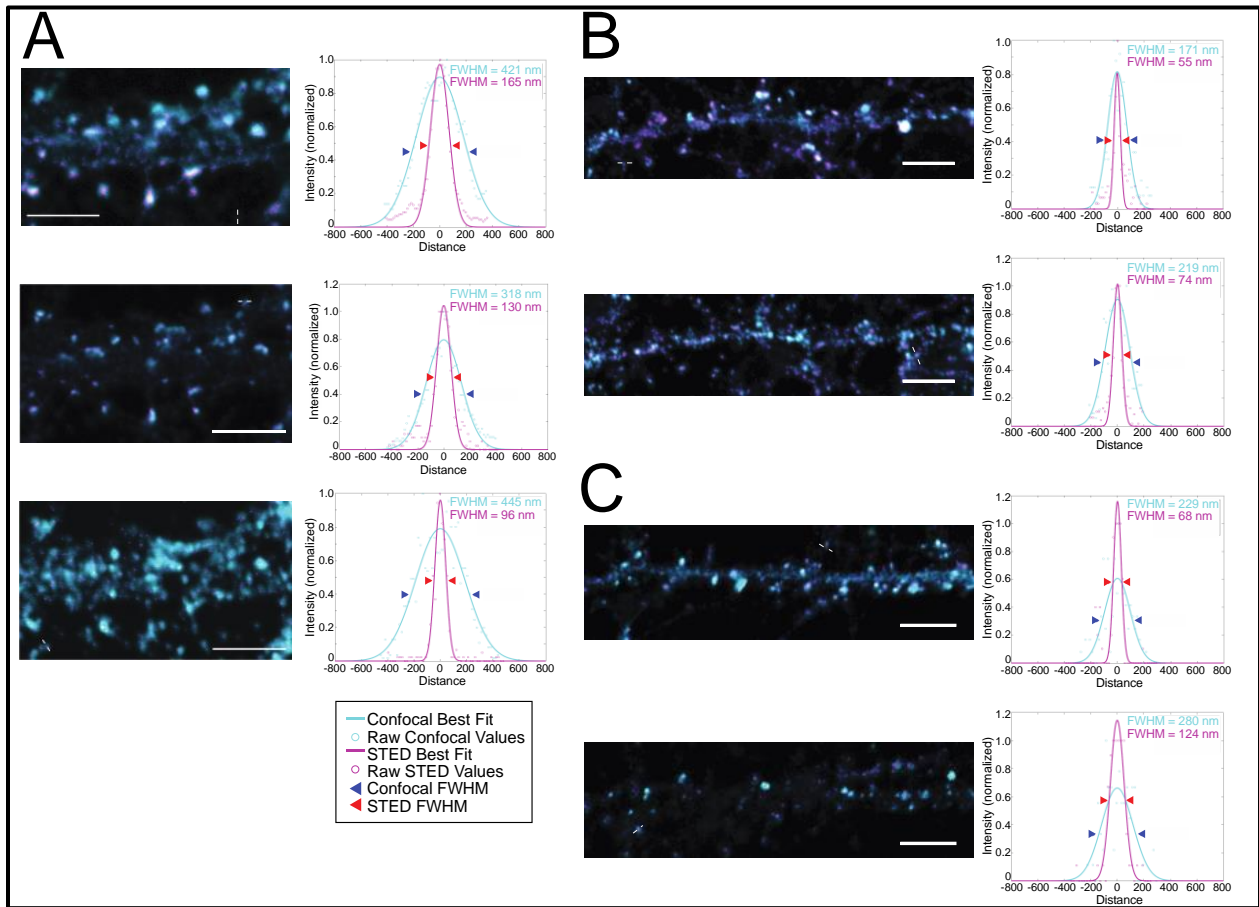 A
FWHM = 421 nm
FWHM = 165 nm
Intensity (normalized)
1.0
0.8
0.6
0.4
0.2
0
-800 -600 -400 -200 0 200 400 600 800
Distance
FWHM = 318 nm
FWHM = 130 nm
Intensity (normalized)
1.2
1.0
0.8
0.6
0.4
0.2
0
-800 -600 -400 -200 0 200 400 600 800
Distance
FWHM = 445 nm
FWHM = 96 nm
Intensity (normalized)
1.0
0.8
0.6
0.4
0.2
0
-800 -600 -400 -200 0 200 400 600 800
Distance
Confocal Best Fit
Raw Confocal Values
STED Best Fit
Raw STED Values
Confocal FWHM
STED FWHM
B
FWHM = 171 nm
FWHM = 55 nm
Intensity (normalized)
1.0
0.8
0.6
0.4
0.2
0
-800 -600 -400 -200 0 200 400 600 800
Distance
FWHM = 219 nm
FWHM = 74 nm
Intensity (normalized)
1.2
1.0
0.8
0.6
0.4
0.2
0
-800 -600 -400 -200 0 200 400 600 800
Distance
C
FWHM = 229 nm
FWHM = 68 nm
Intensity (normalized)
1.2
1.0
0.8
0.6
0.4
0.2
0
-800 -600 -400 -200 0 200 400 600 800
Distance
FWHM = 280 nm
FWHM = 124 nm
Intensity (normalized)
1.2
1.0
0.8
0.6
0.4
0.2
0
-800 -600 -400 -200 0 200 400 600 800
Distance